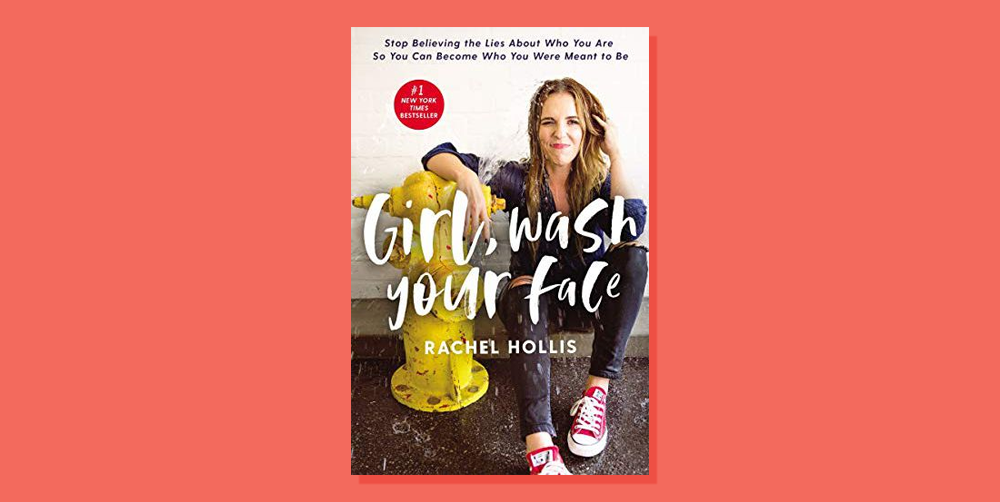 Stop Believing the Lies About Who You Are
So You Can Become Who You Were Meant to Be
#1
NEW YORK
TIMES
BESTSELLER
Girl, wash
your face
RACHEL HOLLIS